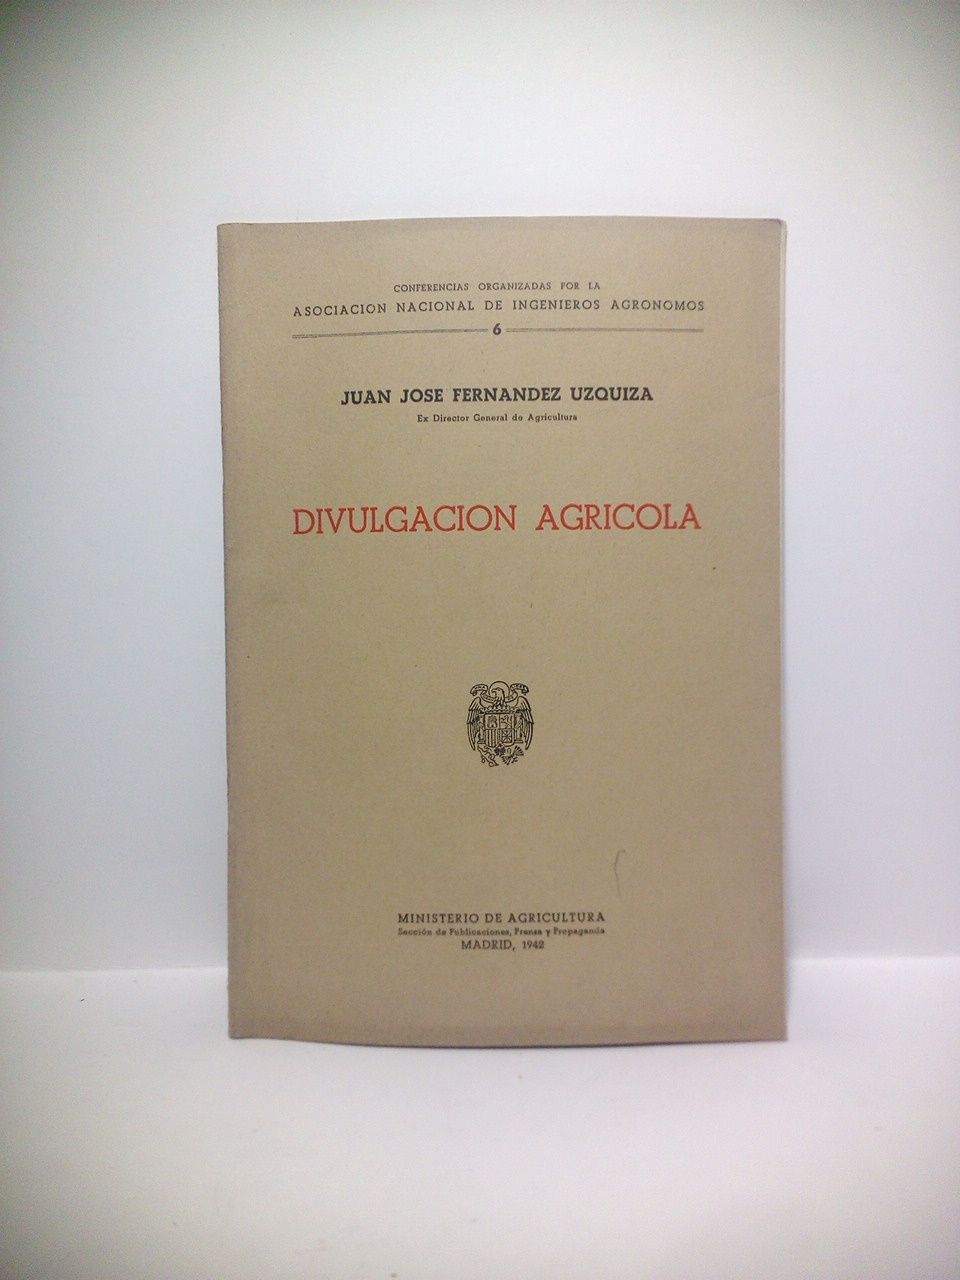 CONFERENCIAS ORGANIZADAS POR LA
ASOCIACION NACIONAL DE INGENIEROS AGRONOMOS
6
JUAN JOSE FERNANDEZ UZQUIZA
Ex Director General de Agricultura
DIVULGACION AGRICOLA
MINISTERIO DE AGRICULTURA
Sección de Publicaciones, Prensa y Propaganda
MADRID, 1942